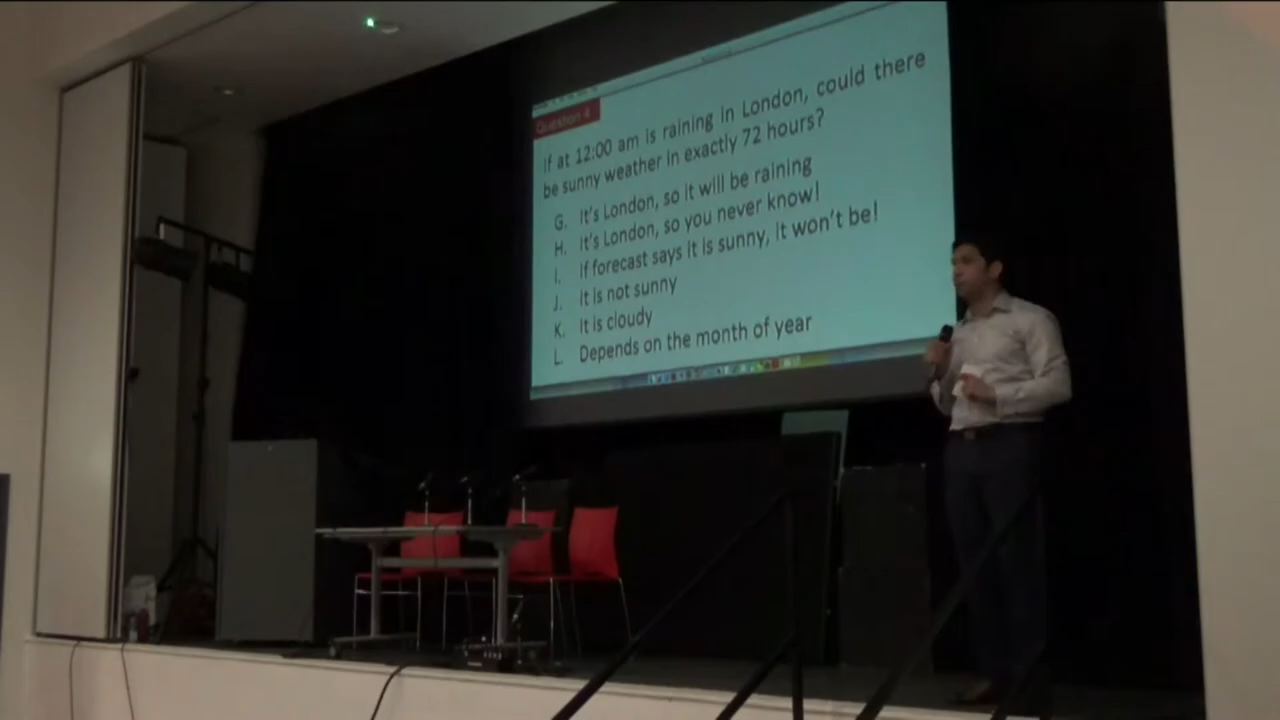 Question 4
If at 12:00 am is raining in London, could there
be sunny weather in exactly 72 hours?
G. It's London, so it will be raining
H. It's London, so you never know!
I. If forecast says it is sunny, it won't be!
J. It is not sunny
K. It is cloudy
L. Depends on the month of year